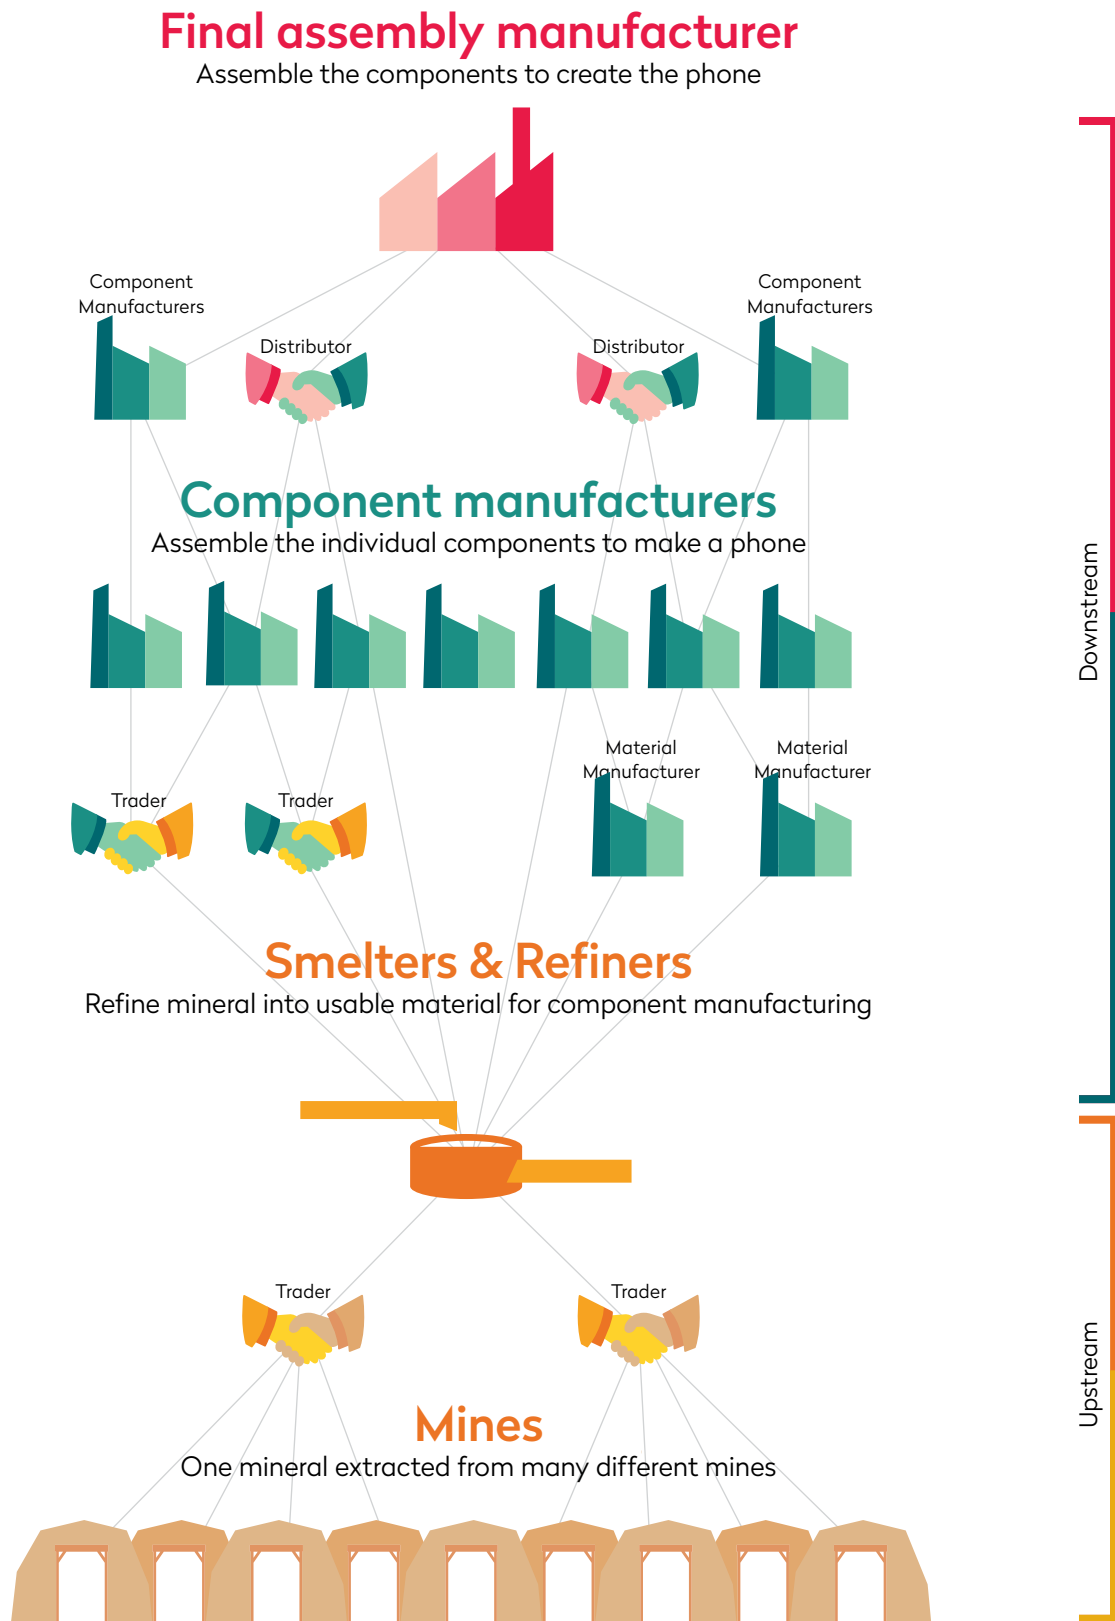 Final assembly manufacturer
Assemble the components to create the phone
Component
Manufacturers
Component
Manufacturers
Distributor
Distributor
Component manufacturers
Assemble the individual components to make a phone
Downstream
Material
Manufacturer
Material
Manufacturer
Trader
Trader
Smelters & Refiners
Refine mineral into usable material for component manufacturing
Trader
Trader
Upstream
Mines
One mineral extracted from many different mines